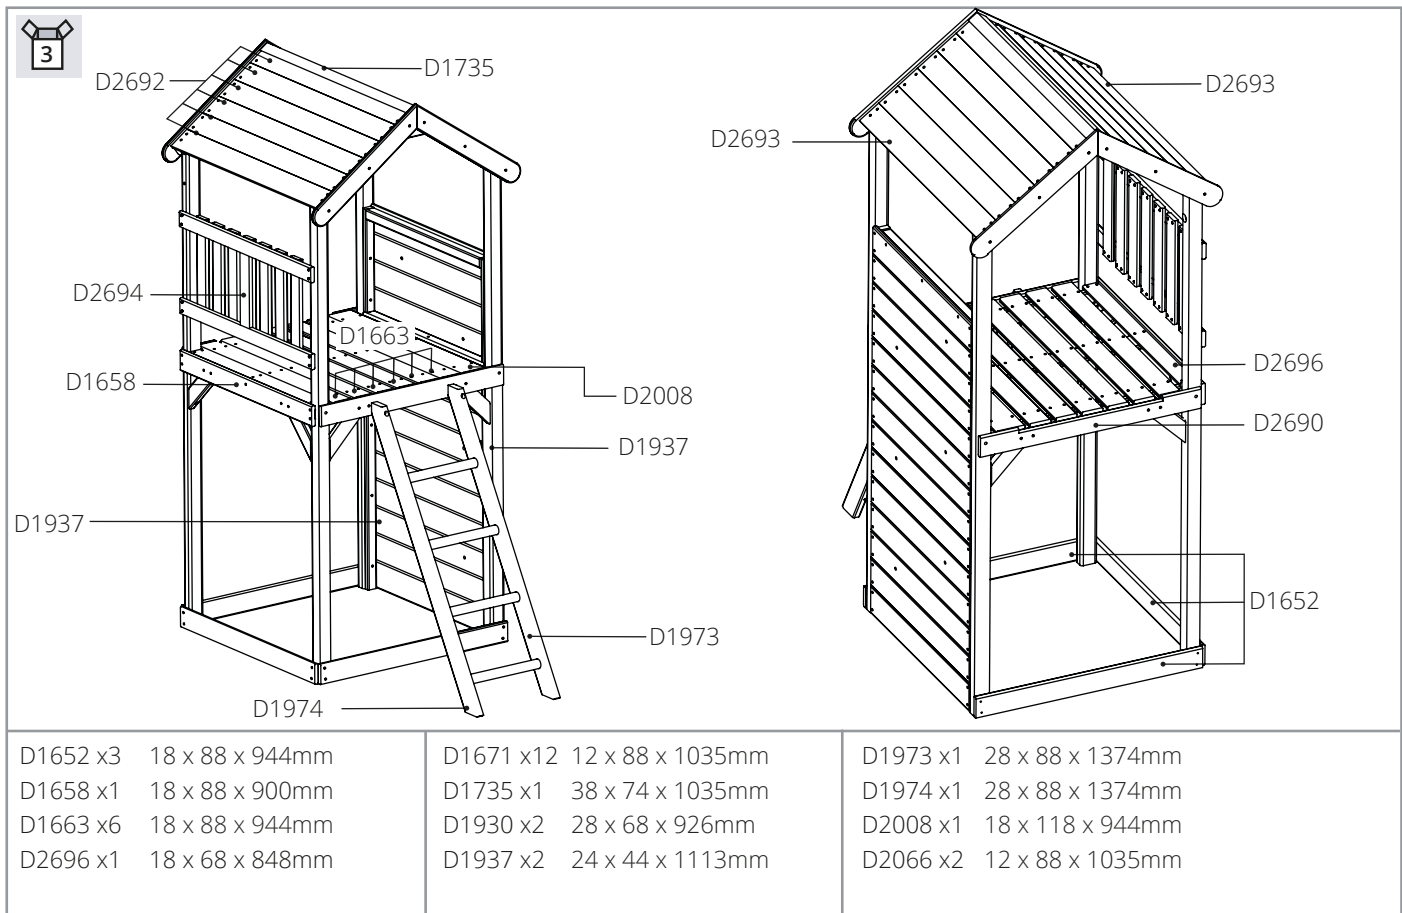 3
D2692
D1735
D2693
D2693
D2694
D1663
D1658
D2008
D2696
D2690
D1937
D1937
D1652
D1973
D1974
D1652 x3 18 x 88 x 944mm
D1658 x1 18 x 88 x 900mm
D1663 x6 18 x 88 x 944mm
D2696 x1 18 x 68 x 848mm
D1671 x12 12 x 88 x 1035mm
D1735 x1 38 x 74 x 1035mm
D1930 x2 28 x 68 x 926mm
D1937 x2 24 x 44 x 1113mm
D1973 x1 28 x 88 x 1374mm
D1974 x1 28 x 88 x 1374mm
D2008 x1 18 x 118 x 944mm
D2066 x2 12 x 88 x 1035mm